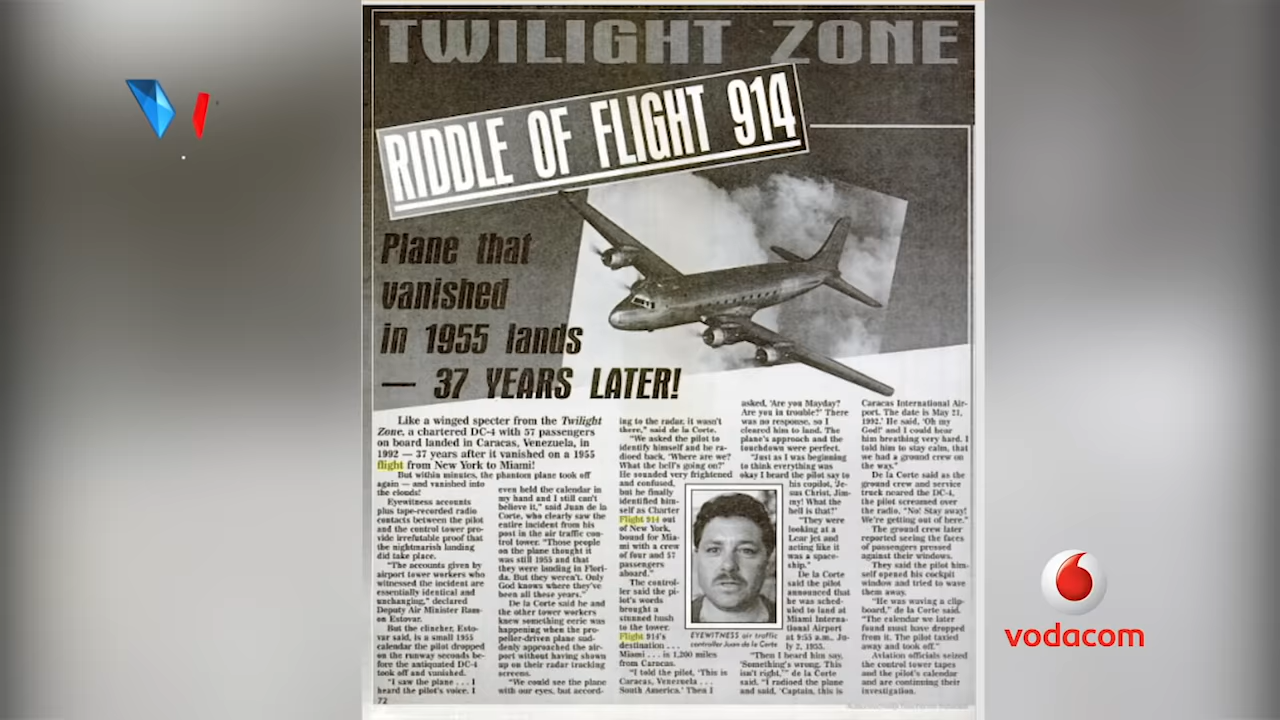 TWILIGHT ZONE
RIDDLE OF FLIGHT 914
Plane that
vanished
in 1955 lands
— 37 YEARS LATER!
Like a winged specter from the Twilight
Zone, a chartered DC-4 with 57 passengers
on board landed in Caracas, Venezuela, in
1992 — 37 years after it vanished on a 1955
flight from New York to Miami!
But within minutes, the phantom plane took off
again — and vanished into
the clouds!
Eyewitness accounts
plus tape-recorded radio
contacts between the pilot
and the control tower pro-
vide irrefutable proof that
the nightmarish landing
did take place.
"The accounts given by
airport tower workers who
witnessed the incident are
essentially identical and
unchanging," declared
Deputy Air Minister Ram-
on Estovar.
But the clincher, Esto-
var said, is a small 1955
calendar the pilot dropped
on the runway seconds be-
fore the antiquated DC-4
took off and vanished.
"I saw the plane . . . I
heard the pilot's voice. I
72
even held the calendar in
my hand and I still can't
believe it," said Juan de la
Corte, who clearly saw the
entire incident from his
post in the air traffic con-
trol tower. "Those people
on the plane thought it
was still 1955 and that
they were landing in Flori-
da. But they weren't. Only
God knows where they've
been all these years."
De la Corte said he and
the other tower workers
knew something eerie was
happening when the pro-
peller-driven plane sud-
denly approached the air-
port without having shown
up on their radar tracking
screens.
"We could see the plane
with our eyes, but accord-
ing to the radar, it wasn't
there," said de la Corte.
"We asked the pilot to
identify himself and he ra-
dioed back, 'Where are we?
What the hell's going on?'
He sounded very frightened
and confused,
but he finally
identified him-
self as Charter
Flight 914 out
of New York,
bound for Mia-
mi with a crew
of four and 57
passengers
aboard."
The control-
ler said the pi-
lot's words
brought a
stunned hush
to the tower.
Flight 914's
destination . . .
Miami . . . is 1,200 miles
from Caracas.
"I told the pilot, 'This is
Caracas, Venezuela . . .
South America.' Then I
asked, 'Are you Mayday?
Are you in trouble?' There
was no response, so I
cleared him to land. The
plane's approach and the
touchdown were perfect.
"Just as I was beginning
to think everything was
okay I heard the pilot say to
his copilot, 'Je-
sus Christ, Jim-
my! What the
hell is that?'
"They were
looking at a
Lear jet and
acting like it
was a space-
ship."
De la Corte
said the pilot
announced that
he was sched-
uled to land at
Miami Interna-
tional Airport
at 9:55 a.m., Ju-
ly 2, 1955.
"Then I heard him say,
'Something's wrong. This
isn't right,'" de la Corte
said. "I radioed the plane
and said, 'Captain, this is
EYEWITNESS air traffic
controller Juan de la Corte
Caracas International Air-
port. The date is May 21,
1992.' He said, 'Oh my
God!' and I could hear
him breathing very hard. I
told him to stay calm, that
we had a ground crew on
the way."
De la Corte said as the
ground crew and service
truck neared the DC-4,
the pilot screamed over
the radio, "No! Stay away!
We're getting out of here."
The ground crew later
reported seeing the faces
of passengers pressed
against their windows.
They said the pilot him-
self opened his cockpit
window and tried to wave
them away.
"He was waving a clip-
board," de la Corte said.
"The calendar we later
found must have dropped
from it. The pilot taxied
away and took off."
Aviation officials seized
the control tower tapes
and the pilot's calendar
and are continuing their
investigation.
vodacom